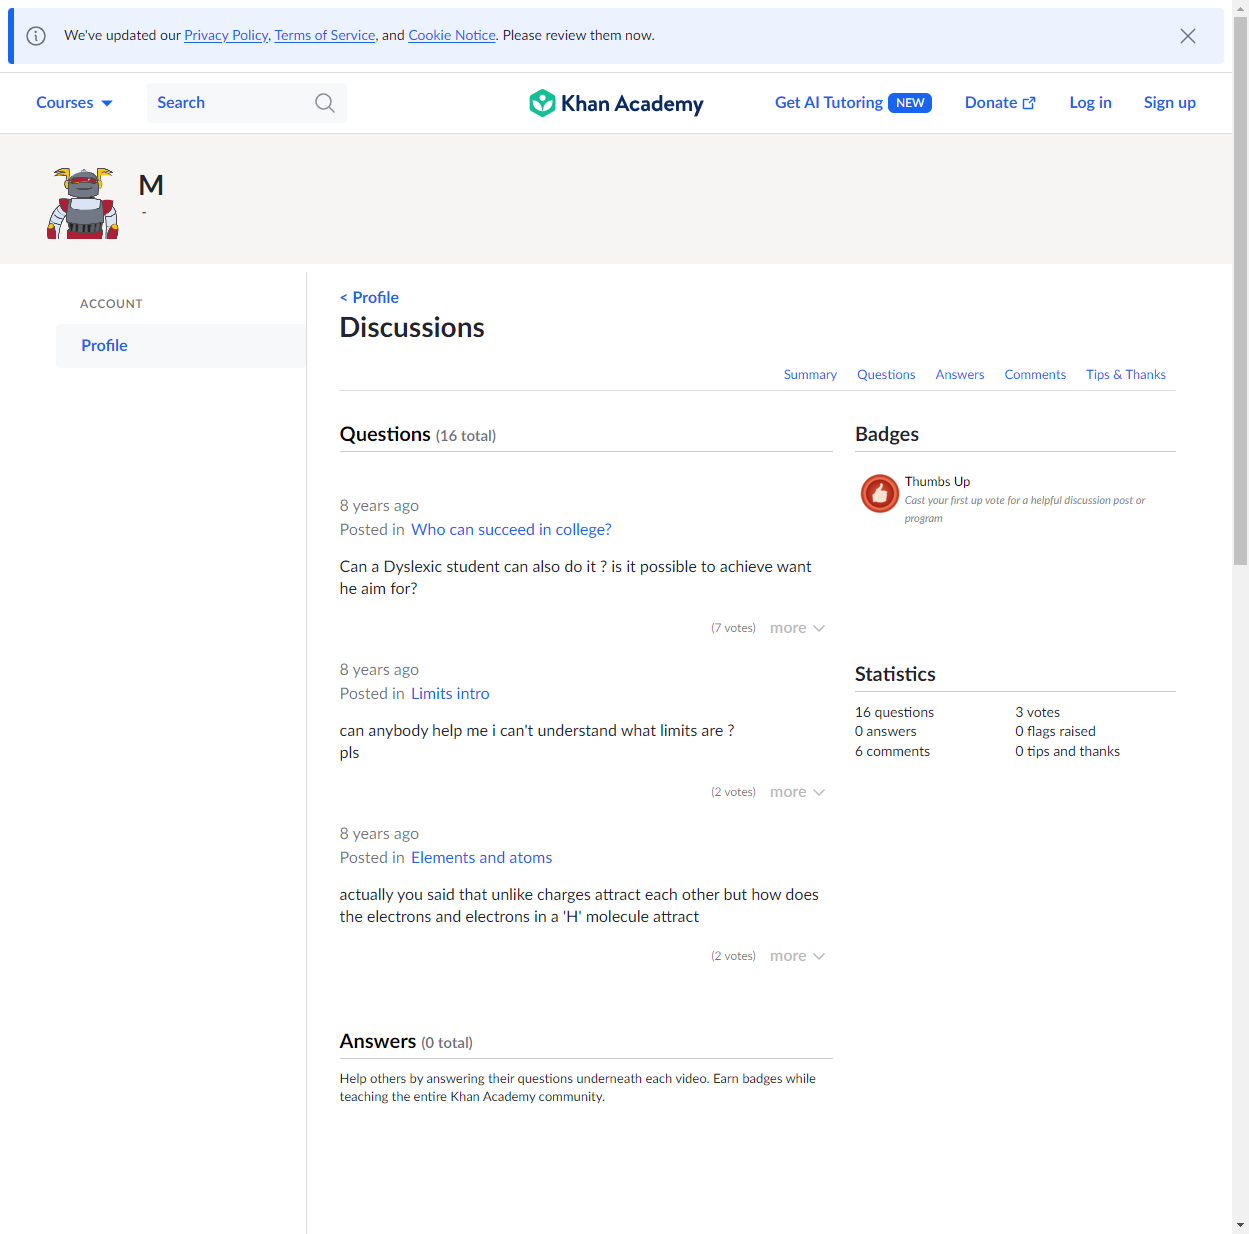 We've updated our Privacy Policy, Terms of Service, and Cookie Notice. Please review them now.
Courses
Search
Khan Academy
Get AI Tutoring NEW
Donate
Log in
Sign up
M
-
ACCOUNT
Profile
< Profile
Discussions
Summary
Questions
Answers
Comments
Tips & Thanks
Questions (16 total)
8 years ago
Posted in Who can succeed in college?
Can a Dyslexic student can also do it ? is it possible to achieve want
he aim for?
(7 votes) more
8 years ago
Posted in Limits intro
can anybody help me i can't understand what limits are ?
pls
(2 votes) more
8 years ago
Posted in Elements and atoms
actually you said that unlike charges attract each other but how does
the electrons and electrons in a 'H' molecule attract
(2 votes) more
Answers (0 total)
Help others by answering their questions underneath each video. Earn badges while
teaching the entire Khan Academy community.
Badges
Thumbs Up
Cast your first up vote for a helpful discussion post or
program
Statistics
16 questions
0 answers
6 comments
3 votes
0 flags raised
0 tips and thanks